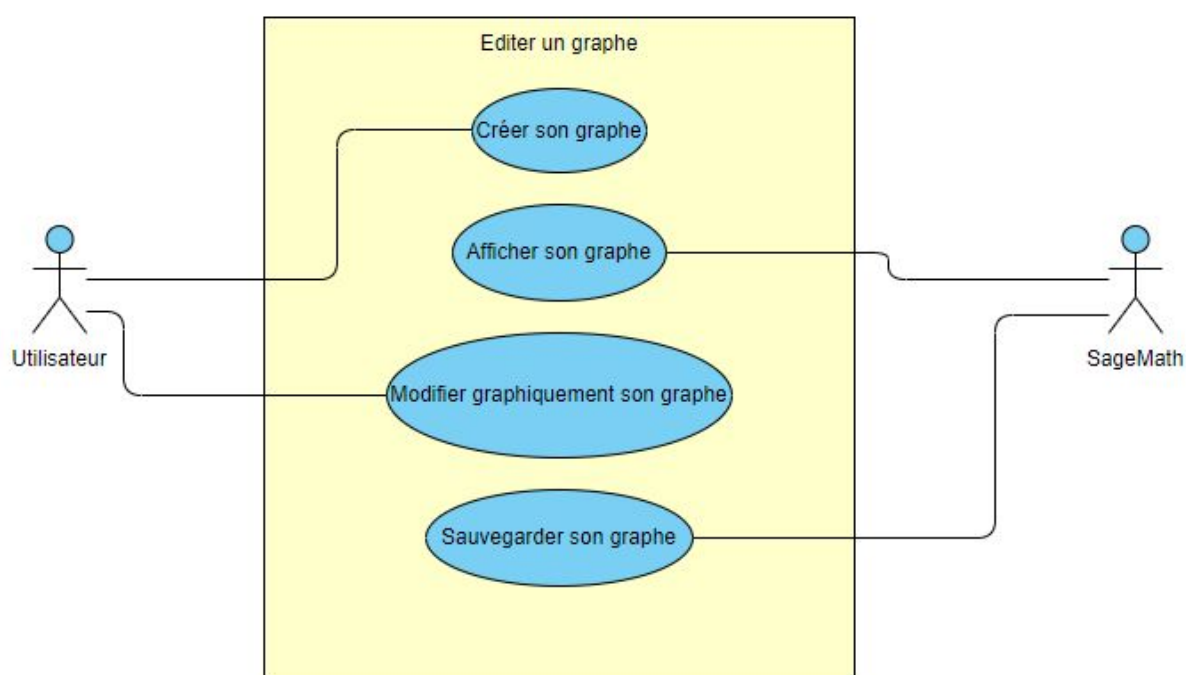 Editer un graphe
Créer son graphe
Afficher son graphe
Utilisateur
SageMath
Modifier graphiquement son graphe
Sauvegarder son graphe